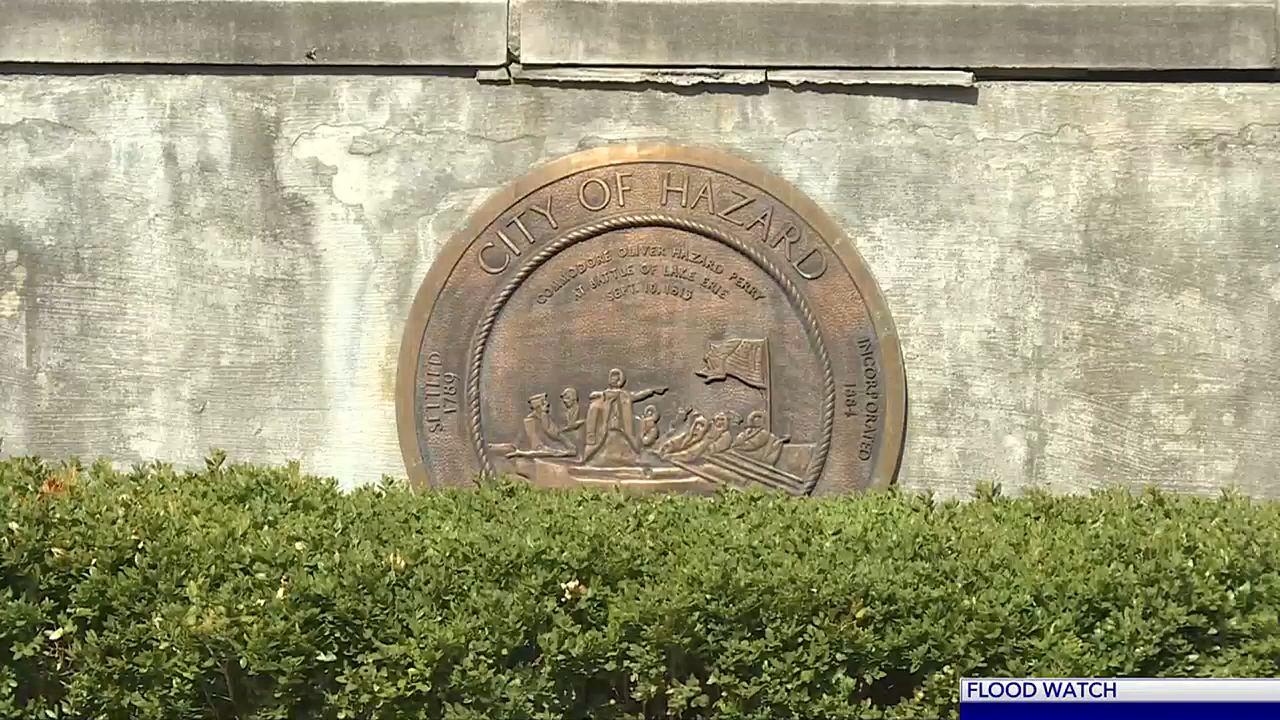 CITY OF HAZARD
COMMODORE OLIVER HAZARD PERRY
AT BATTLE OF LAKE ERIE
SEPT. 10, 1813
SETTLED
1789
INCORPORATED
1884
FLOOD WATCH